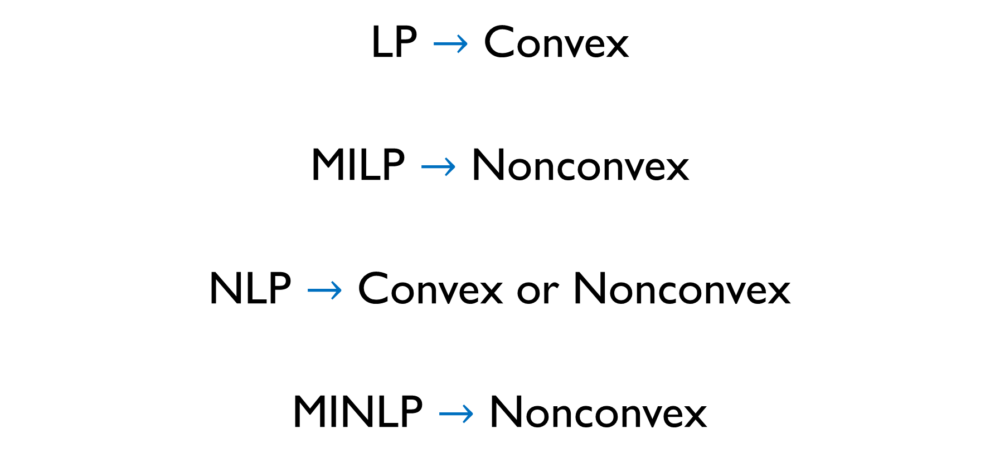 LP → Convex
MILP → Nonconvex
NLP → Convex or Nonconvex
MINLP → Nonconvex